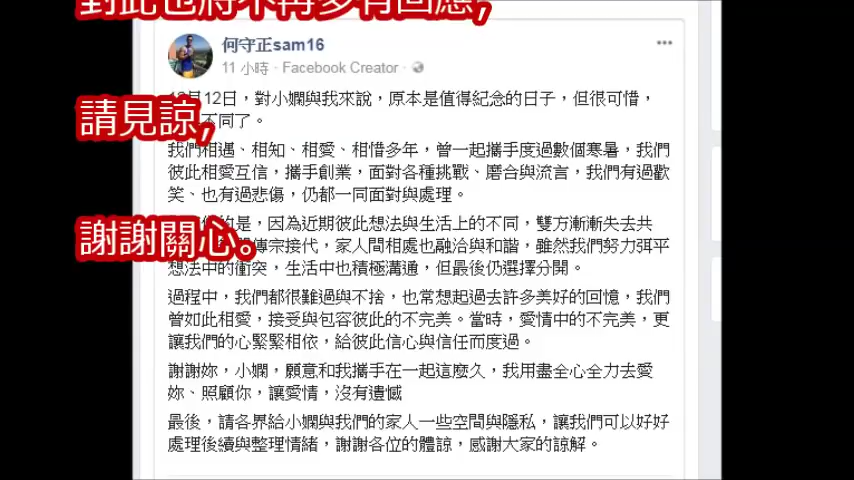 對此也將不再多有回應,
何守正sam16
11 小時 · Facebook Creator ·
月12日，對小嫻與我來說，原本是值得紀念的日子，但很可惜，
不同了。
請見諒,
我們相遇、相知、相愛、相惜多年，曾一起攜手度過數個寒暑，我們
彼此相愛互信，攜手創業，面對各種挑戰、磨合與流言，我們有過歡
笑、也有過悲傷，仍都一同面對與處理。
的是，因為近期彼此想法與生活上的不同，雙方漸漸失去共
傳宗接代，家人間相處也融洽與和諧，雖然我們努力弭平
謝謝關心。
想法中的衝突，生活中也積極溝通，但最後仍選擇分開。
過程中，我們都很難過與不捨，也常想起過去許多美好的回憶，我們
曾如此相愛，接受與包容彼此的不完美。當時，愛情中的不完美，更
讓我們的心緊緊相依，給彼此信心與信任而度過。
謝謝妳，小嫻，願意和我攜手在一起這麼久，我用盡全心全力去愛
妳、照顧你，讓愛情，沒有遺憾
最後，請各界給小嫻與我們的家人一些空間與隱私，讓我們可以好好
處理後續與整理情緒，謝謝各位的體諒，感謝大家的諒解。